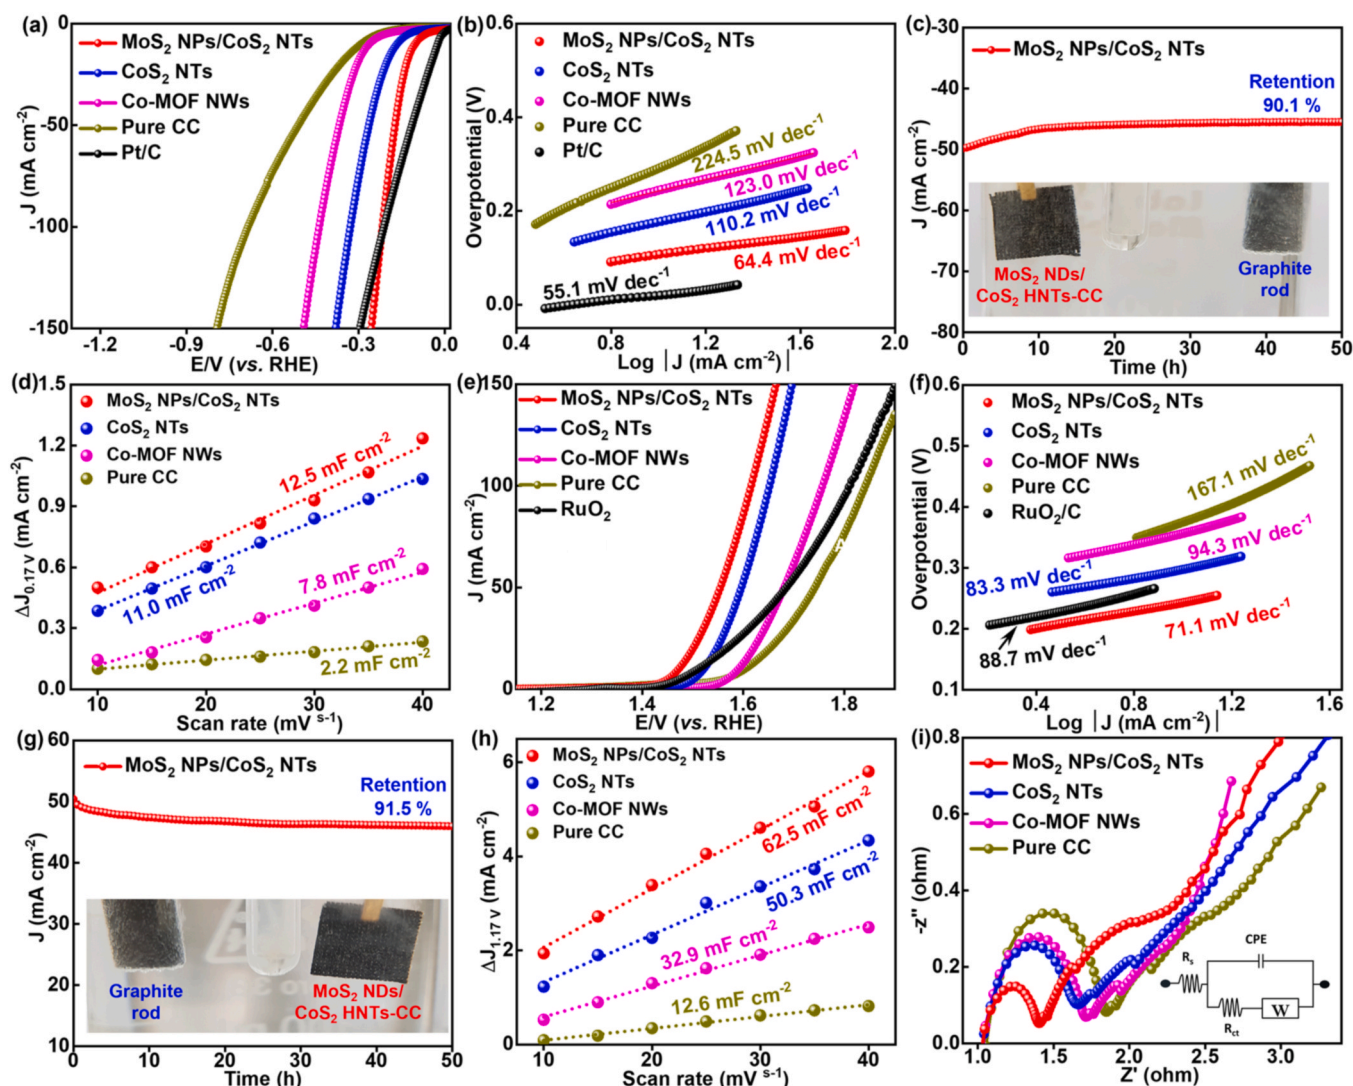 (a)
0
-50
-100
-150
J (mA cm⁻²)
-1.2
-0.9
-0.6
-0.3
0.0
E/V (vs. RHE)
MoS₂ NPs/CoS₂ NTs
CoS₂ NTs
Co-MOF NWs
Pure CC
Pt/C
(b)
0.6
0.4
0.2
0.0
Overpotential (V)
MoS₂ NPs/CoS₂ NTs
CoS₂ NTs
Co-MOF NWs
Pure CC
Pt/C
224.5 mV dec⁻¹
123.0 mV dec⁻¹
110.2 mV dec⁻¹
64.4 mV dec⁻¹
55.1 mV dec⁻¹
0.4
0.8
1.2
1.6
2.0
Log |J (mA cm⁻²)|
(c)
-30
-40
-50
-60
-70
-80
J (mA cm⁻²)
MoS₂ NPs/CoS₂ NTs
Retention
90.1 %
MoS₂ NDs/
CoS₂ HNTs-CC
Graphite
rod
0
10
20
30
40
50
Time (h)
(d)
1.5
1.2
0.9
0.6
0.3
0.0
ΔJ₀.₁₇ ᵥ (mA cm⁻²)
MoS₂ NPs/CoS₂ NTs
CoS₂ NTs
Co-MOF NWs
Pure CC
12.5 mF cm⁻²
11.0 mF cm⁻²
7.8 mF cm⁻²
2.2 mF cm⁻²
10
20
30
40
Scan rate (mV s⁻¹)
(e)
150
100
50
0
J (mA cm⁻²)
MoS₂ NPs/CoS₂ NTs
CoS₂ NTs
Co-MOF NWs
Pure CC
RuO₂
1.2
1.4
1.6
1.8
E/V (vs. RHE)
(f)
0.6
0.5
0.4
0.3
0.2
0.1
Overpotential (V)
MoS₂ NPs/CoS₂ NTs
CoS₂ NTs
Co-MOF NWs
Pure CC
RuO₂/C
167.1 mV dec⁻¹
94.3 mV dec⁻¹
83.3 mV dec⁻¹
71.1 mV dec⁻¹
88.7 mV dec⁻¹
0.4
0.8
1.2
1.6
Log |J (mA cm⁻²)|
(g)
60
50
40
30
20
10
J (mA cm⁻²)
MoS₂ NPs/CoS₂ NTs
Retention
91.5 %
Graphite
rod
MoS₂ NDs/
CoS₂ HNTs-CC
0
10
20
30
40
50
Time (h)
(h)
6
4
2
0
ΔJ₁.₁₇ ᵥ (mA cm⁻²)
MoS₂ NPs/CoS₂ NTs
CoS₂ NTs
Co-MOF NWs
Pure CC
62.5 mF cm⁻²
50.3 mF cm⁻²
32.9 mF cm⁻²
12.6 mF cm⁻²
10
20
30
40
Scan rate (mV s⁻¹)
(i)
0.8
0.6
0.4
0.2
0.0
-z'' (ohm)
MoS₂ NPs/CoS₂ NTs
CoS₂ NTs
Co-MOF NWs
Pure CC
CPE
Rₛ
R꜀ₜ
W
1.0
1.5
2.0
2.5
3.0
Z' (ohm)